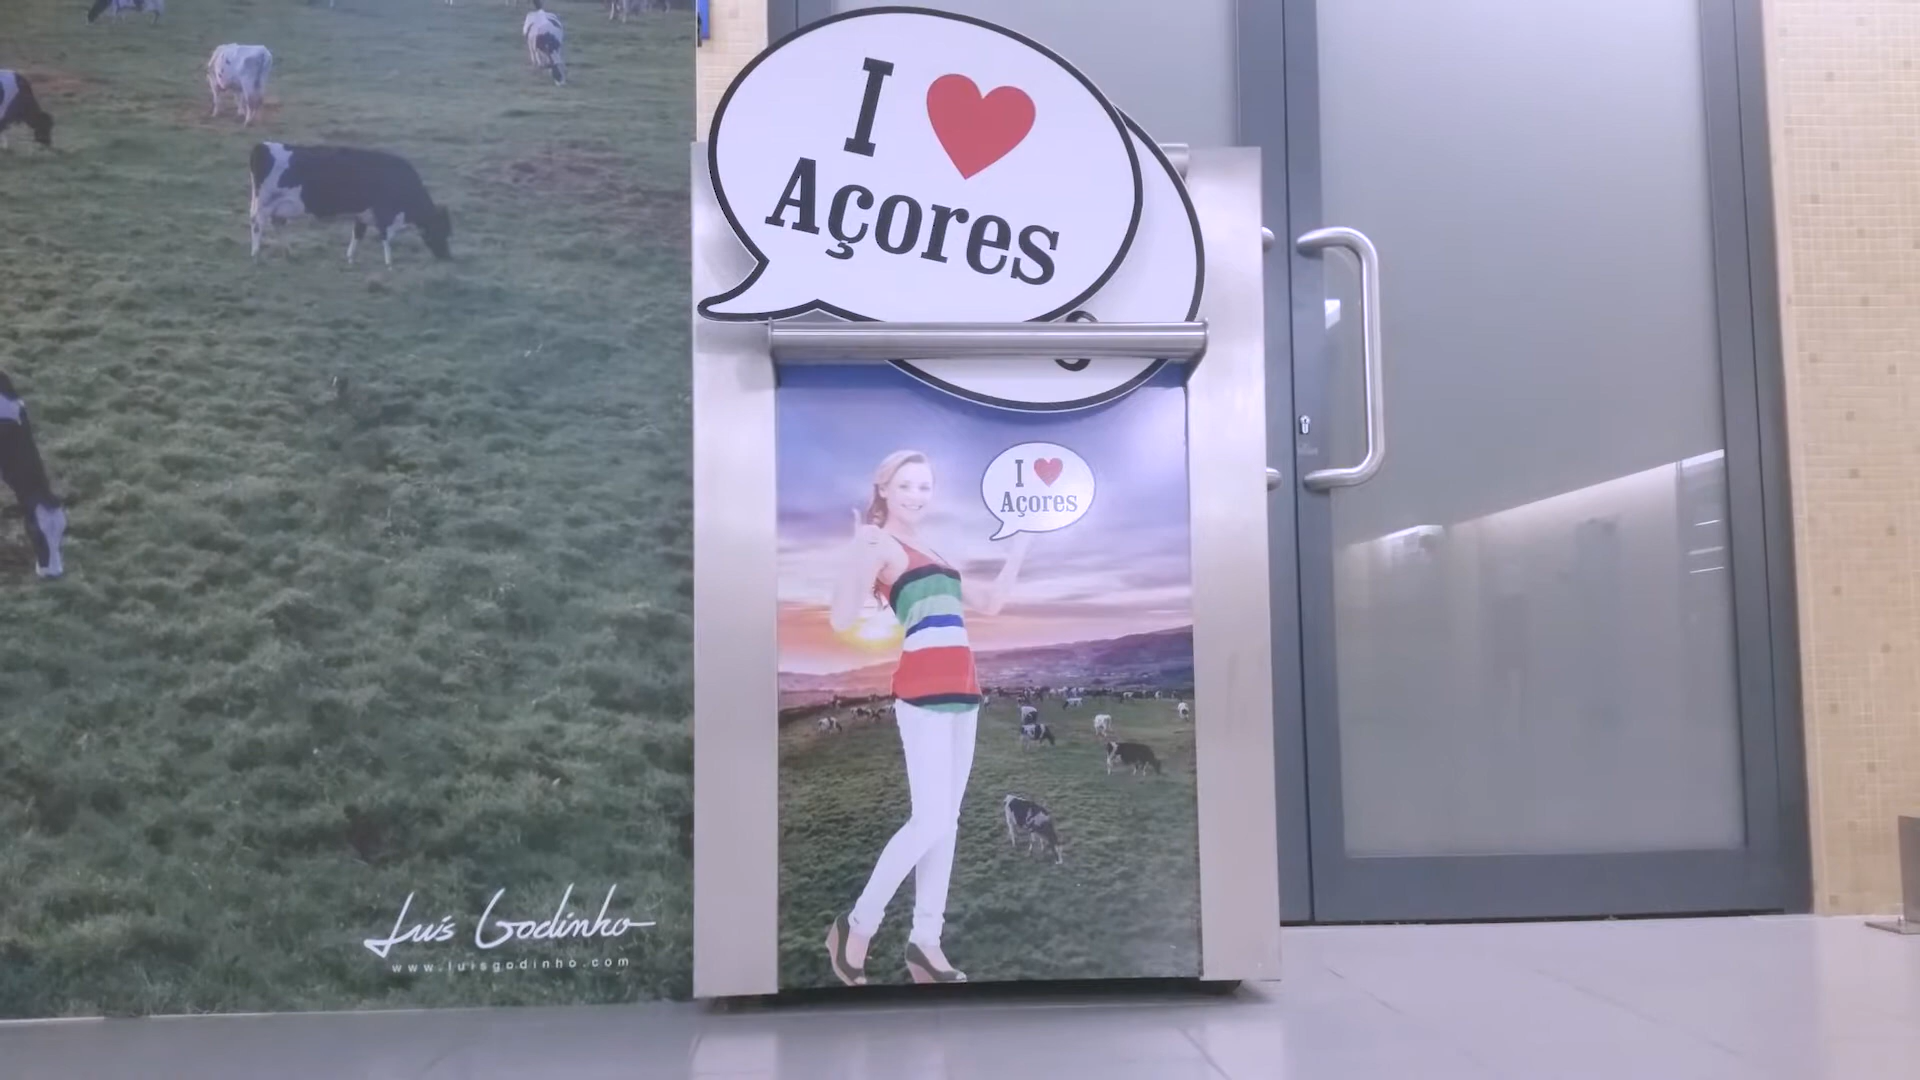 I ♥
Açores
I ♥
Açores
Luís Godinho
www.luisgodinho.com